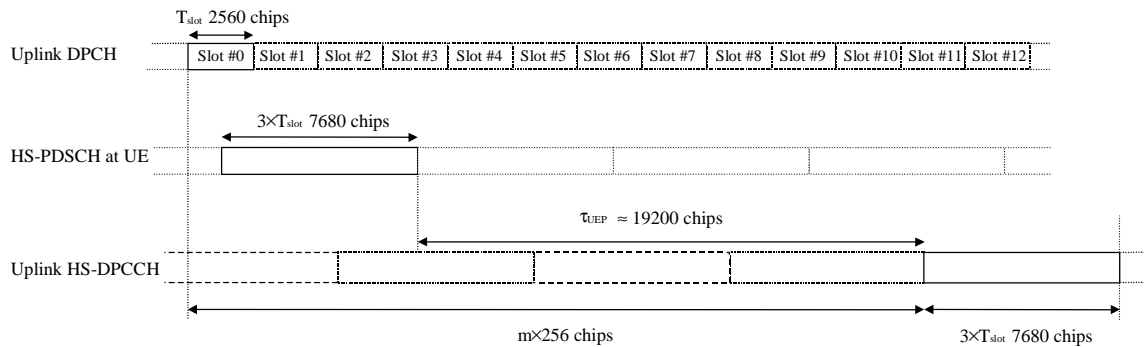 Tslot 2560 chips
Uplink DPCH
Slot #0 Slot #1 Slot #2 Slot #3 Slot #4 Slot #5 Slot #6 Slot #7 Slot #8 Slot #9 Slot #10 Slot #11 Slot #12
3×Tslot 7680 chips
HS-PDSCH at UE
τUEP ≈ 19200 chips
Uplink HS-DPCCH
m×256 chips
3×Tslot 7680 chips